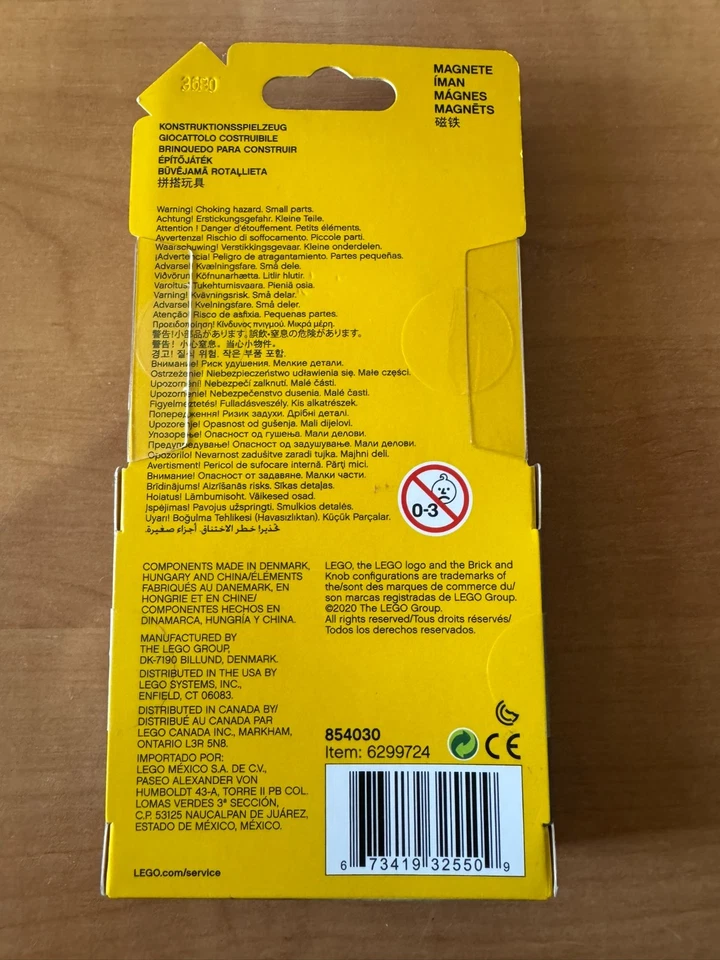 MAGNETE
ÍMAN
MÁGNES
MAGNĒTS
磁铁
KONSTRUKTIONSSPIELZEUG
GIOCATTOLO COSTRUIBILE
BRINQUEDO PARA CONSTRUIR
ÉPÍTŐJÁTÉK
BŪVĒJAMĀ ROTAĻLIETA
拼搭玩具
Warning! Choking hazard. Small parts.
Achtung! Erstickungsgefahr. Kleine Teile.
Attention ! Danger d'étouffement. Petits éléments.
Avvertenza! Rischio di soffocamento. Piccole parti.
Waarschuwing! Verstikkingsgevaar. Kleine onderdelen.
¡Advertencia! Peligro de atragantamiento. Partes pequeñas.
Advarsel! Kvælningsfare. Små dele.
Viðvörun! Köfnunarhætta. Litlir hlutir.
Varoitus! Tukehtumisvaara. Pieniä osia.
Varning! Kvävningsrisk. Små delar.
Advarsel! Kvelningsfare. Små deler.
Atenção! Risco de asfixia. Pequenas partes.
Προειδοποίηση! Κίνδυνος πνιγμού. Μικρά μέρη.
警告!小部品があります。誤飲・窒息の危険があります。
警告! 小心窒息。当心小物件。
경고! 질식 위험. 작은 부품 포함.
Внимание! Риск удушения. Мелкие детали.
Ostrzeżenie! Niebezpieczeństwo udławienia się. Małe części.
Upozornění! Nebezpečí zalknutí. Malé části.
Upozornenie! Nebezpečenstvo dusenia. Malé časti.
Figyelmeztetés! Fulladásveszély. Kis alkatrészek.
Попередження! Ризик задухи. Дрібні деталі.
Upozorenje! Opasnost od gušenja. Mali dijelovi.
Упозорење! Опасност од гушења. Мали делови.
Предупредување! Опасност од задушување. Мали делови.
Opozorilo! Nevarnost zadušitve zaradi tujka. Majhni deli.
Avertisment! Pericol de sufocare internă. Părți mici.
Внимание! Опасност от задавяне. Малки части.
Brīdinājums! Aizrīšanās risks. Sīkas detaļas.
Hoiatus! Lämbumisoht. Väikesed osad.
Įspėjimas! Pavojus užspringti. Smulkios detalės.
Uyarı! Boğulma Tehlikesi (Havasızlıktan). Küçük Parçalar.
تحذير! خطر الاختناق. أجزاء صغيرة.
0-3
COMPONENTS MADE IN DENMARK,
HUNGARY AND CHINA/ÉLÉMENTS
FABRIQUÉS AU DANEMARK, EN
HONGRIE ET EN CHINE/
COMPONENTES HECHOS EN
DINAMARCA, HUNGRÍA Y CHINA.
MANUFACTURED BY
THE LEGO GROUP,
DK-7190 BILLUND, DENMARK.
DISTRIBUTED IN THE USA BY
LEGO SYSTEMS, INC.,
ENFIELD, CT 06083.
DISTRIBUTED IN CANADA BY/
DISTRIBUÉ AU CANADA PAR
LEGO CANADA INC., MARKHAM,
ONTARIO L3R 5N8.
IMPORTADO POR:
LEGO MÉXICO S.A. DE C.V.,
PASEO ALEXANDER VON
HUMBOLDT 43-A, TORRE II PB COL.
LOMAS VERDES 3ª SECCIÓN,
C.P. 53125 NAUCALPAN DE JUÁREZ,
ESTADO DE MÉXICO, MÉXICO.
LEGO.com/service
LEGO, the LEGO logo and the Brick and
Knob configurations are trademarks of
the/sont des marques de commerce du/
son marcas registradas de LEGO Group.
©2020 The LEGO Group.
All rights reserved/Tous droits réservés/
Todos los derechos reservados.
854030
Item: 6299724
CE
6 73419 32550 9